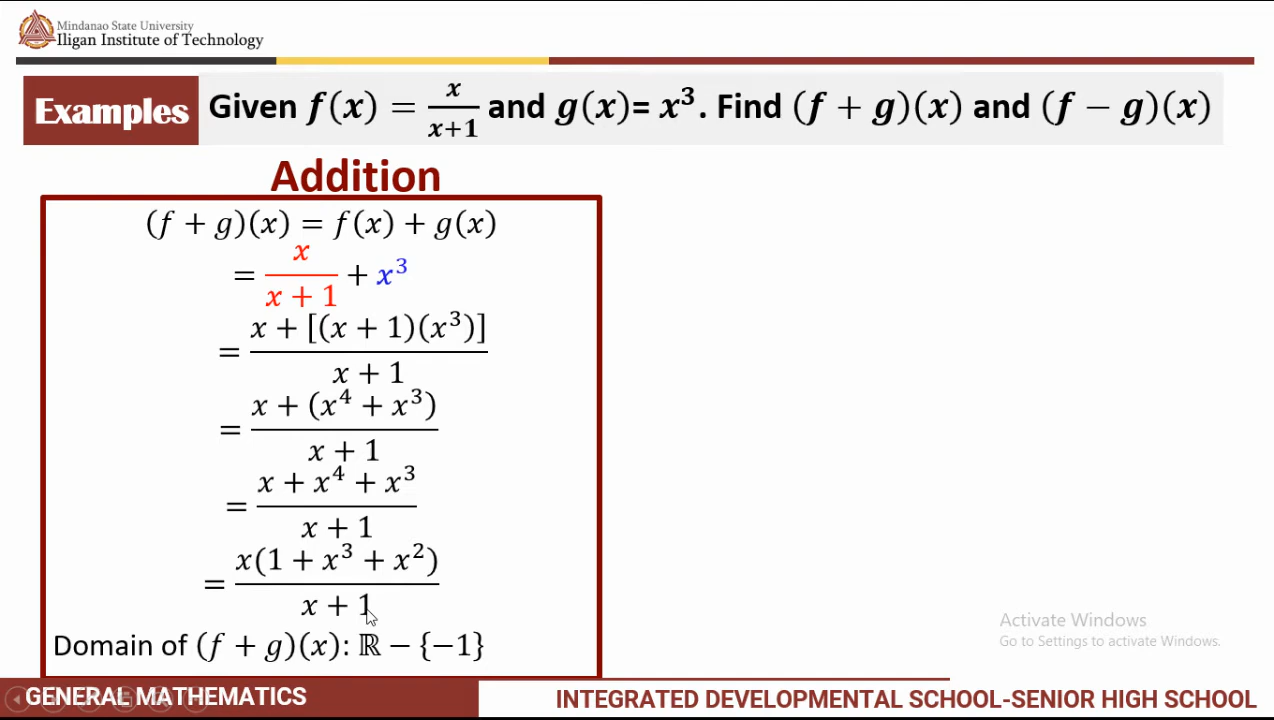 Mindanao State University
Iligan Institute of Technology
Examples
Given f(x) = x/(x+1) and g(x)= x³. Find (f + g)(x) and (f − g)(x)
Addition
(f + g)(x) = f(x) + g(x)
= x/(x + 1) + x³
= (x + [(x + 1)(x³)])/(x + 1)
= (x + (x⁴ + x³))/(x + 1)
= (x + x⁴ + x³)/(x + 1)
= x(1 + x³ + x²)/(x + 1)
Domain of (f + g)(x): ℝ − {−1}
Activate Windows
Go to Settings to activate Windows.
GENERAL MATHEMATICS
INTEGRATED DEVELOPMENTAL SCHOOL-SENIOR HIGH SCHOOL